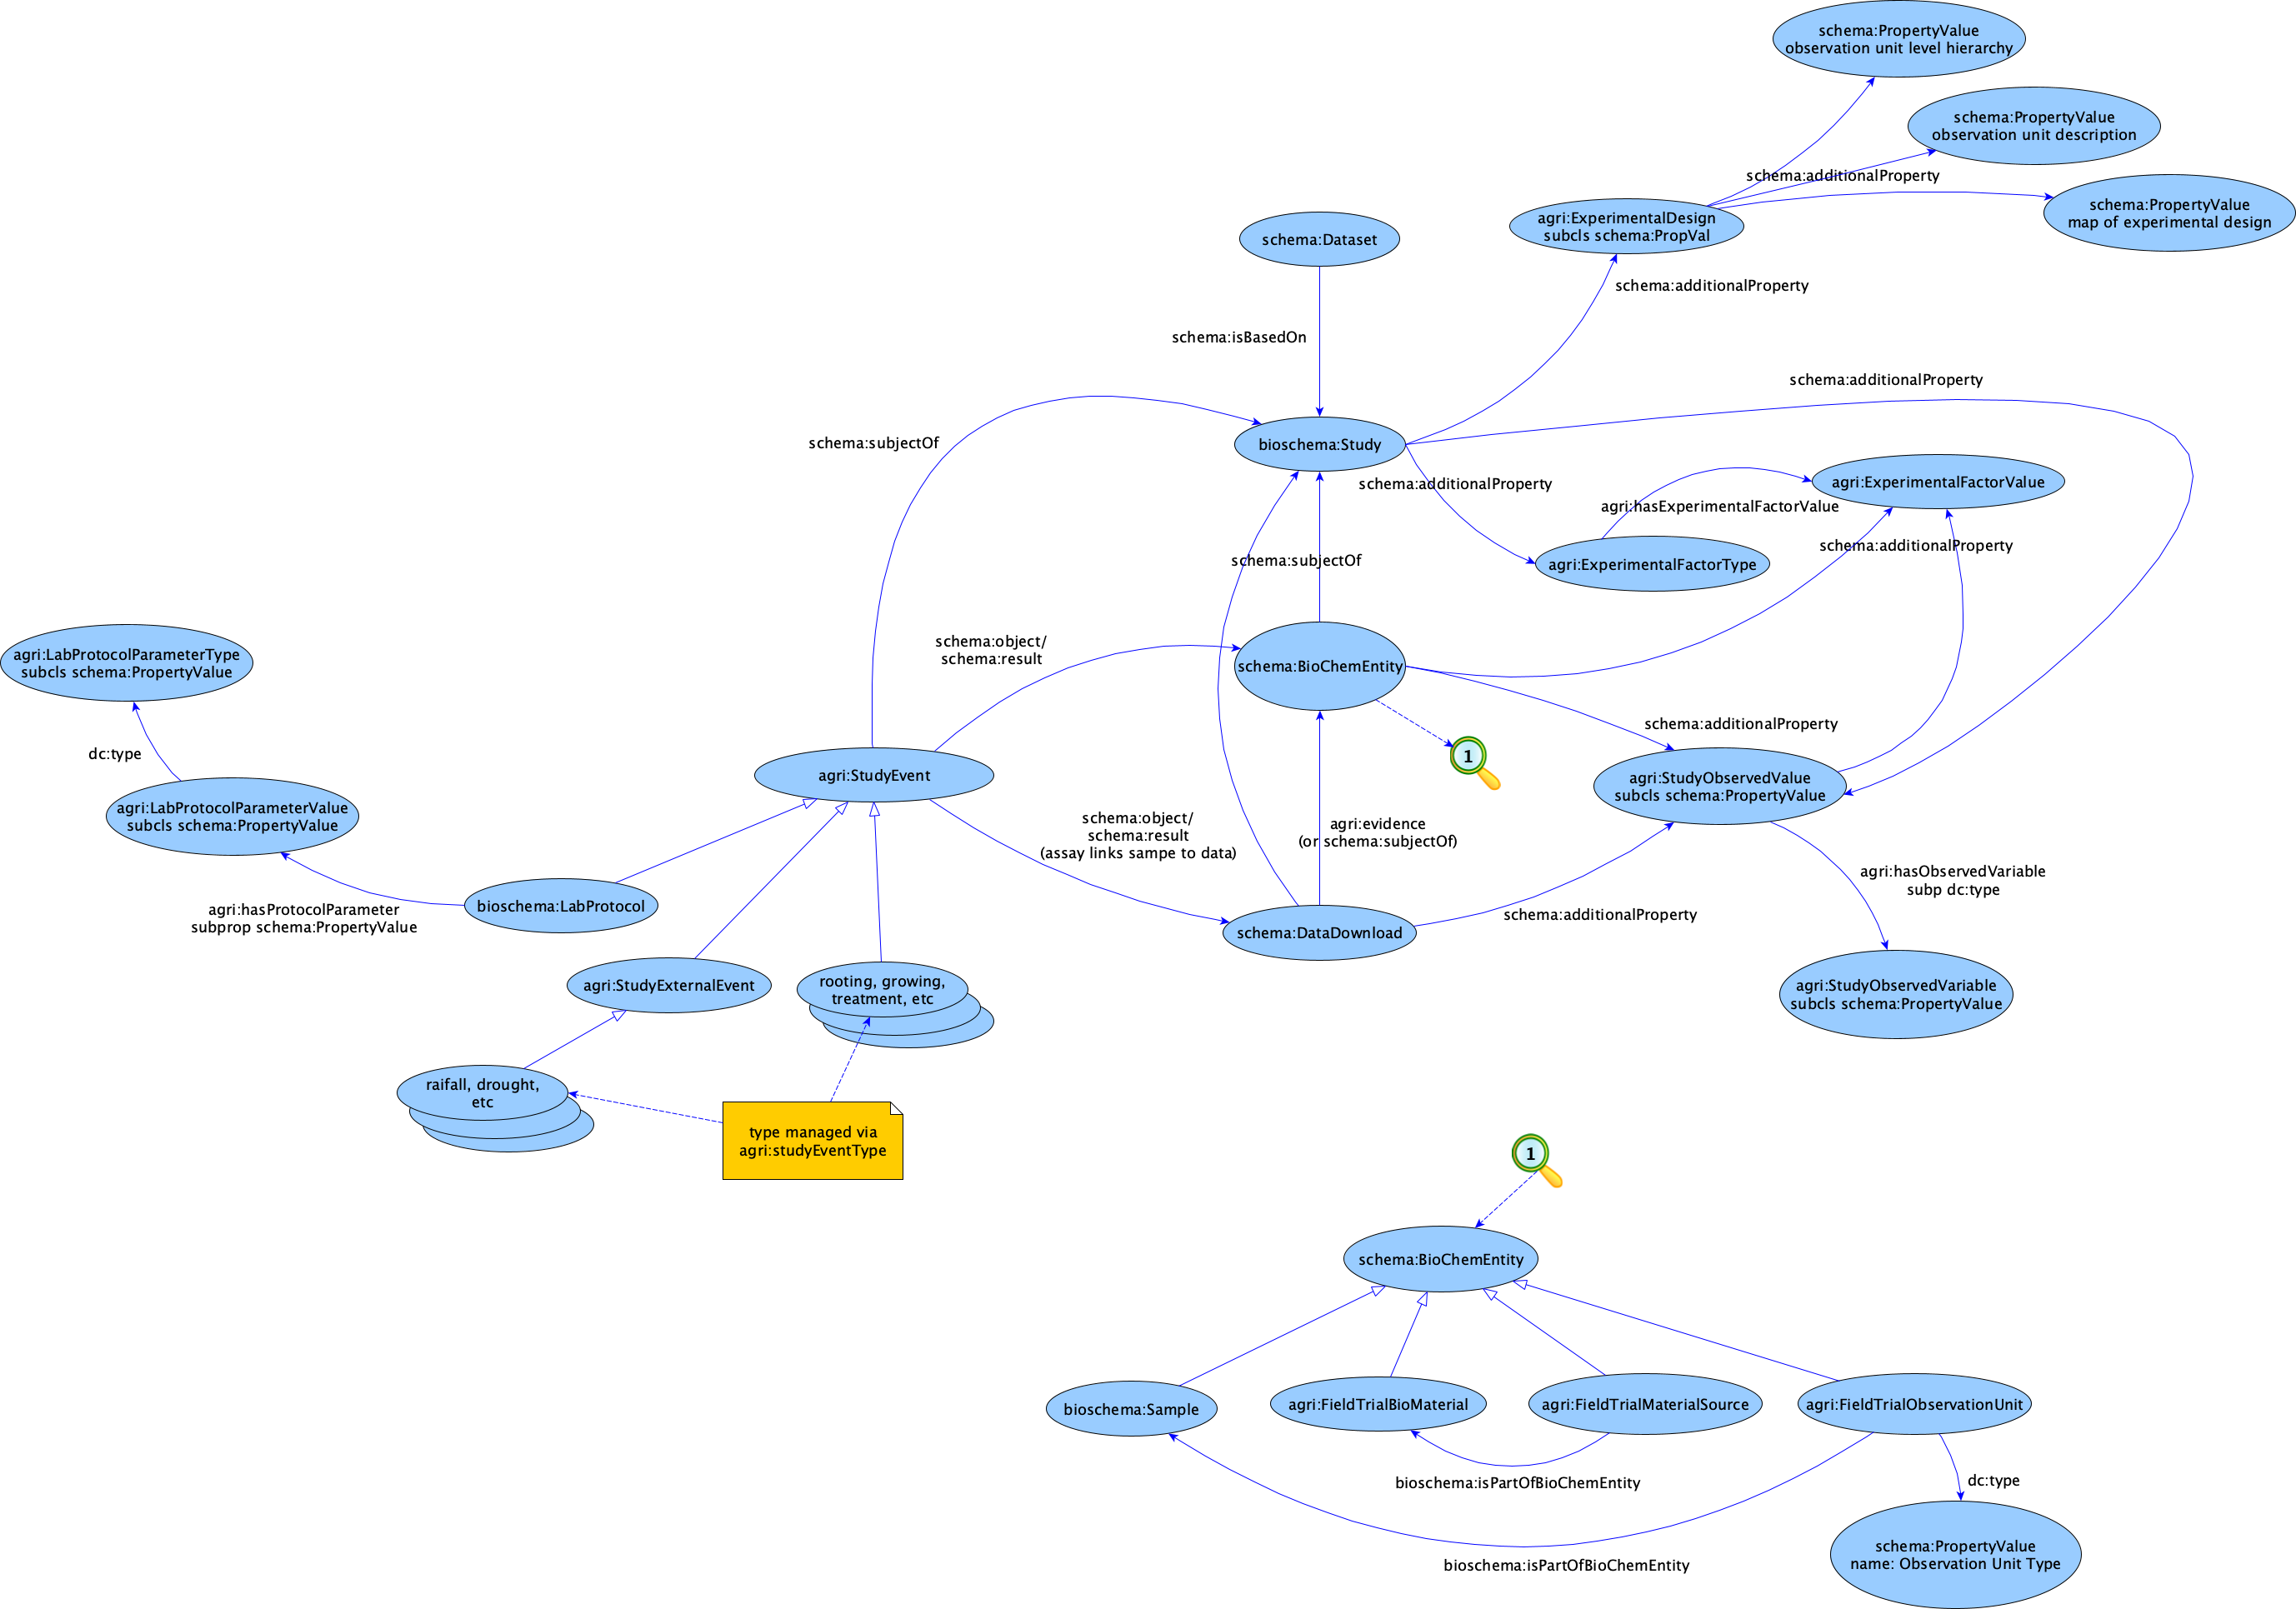 schema:PropertyValue
observation unit level hierarchy
schema:PropertyValue
observation unit description
schema:additionalProperty
schema:PropertyValue
map of experimental design
agri:ExperimentalDesign
subcls schema:PropVal
schema:Dataset
schema:additionalProperty
schema:isBasedOn
schema:additionalProperty
schema:subjectOf
bioschema:Study
schema:additionalProperty
agri:ExperimentalFactorValue
agri:hasExperimentalFactorValue
schema:additionalProperty
schema:subjectOf
agri:ExperimentalFactorType
agri:LabProtocolParameterType
subcls schema:PropertyValue
schema:object/
schema:result
schema:BioChemEntity
schema:additionalProperty
dc:type
1
agri:StudyEvent
agri:StudyObservedValue
subcls schema:PropertyValue
agri:LabProtocolParameterValue
subcls schema:PropertyValue
schema:object/
schema:result
(assay links sampe to data)
agri:evidence
(or schema:subjectOf)
agri:hasObservedVariable
subp dc:type
bioschema:LabProtocol
agri:hasProtocolParameter
subprop schema:PropertyValue
schema:additionalProperty
schema:DataDownload
agri:StudyExternalEvent
rooting, growing,
treatment, etc
agri:StudyObservedVariable
subcls schema:PropertyValue
raifall, drought,
etc
type managed via
agri:studyEventType
1
schema:BioChemEntity
bioschema:Sample
agri:FieldTrialBioMaterial
agri:FieldTrialMaterialSource
agri:FieldTrialObservationUnit
bioschema:isPartOfBioChemEntity
dc:type
bioschema:isPartOfBioChemEntity
schema:PropertyValue
name: Observation Unit Type